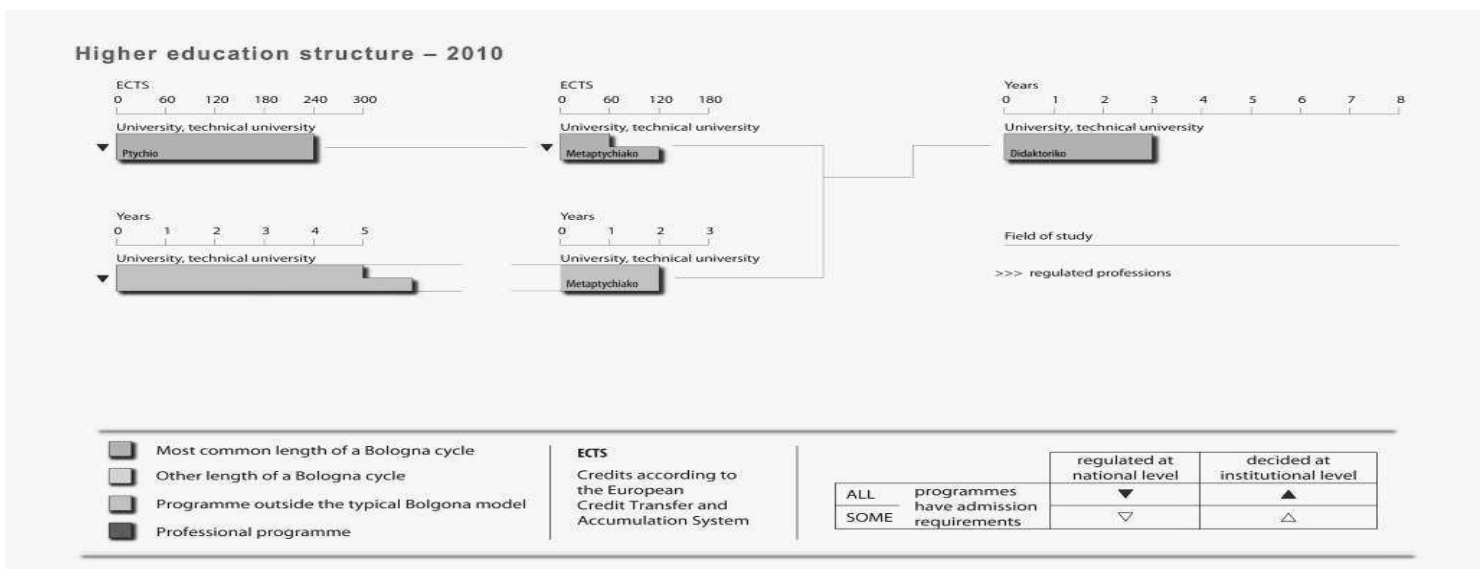 Higher education structure – 2010
ECTS
0 60 120 180 240 300
University, technical university
Ptychio
ECTS
0 60 120 180
University, technical university
Metaptychiako
Years
0 1 2 3 4 5 6 7 8
University, technical university
Didaktoriko
Years
0 1 2 3 4 5
University, technical university
Years
0 1 2 3
University, technical university
Metaptychiako
Field of study
>>> regulated professions
Most common length of a Bologna cycle
Other length of a Bologna cycle
Programme outside the typical Bolgona model
Professional programme
ECTS
Credits according to
the European
Credit Transfer and
Accumulation System
regulated at
national level
decided at
institutional level
ALL
SOME
programmes
have admission
requirements